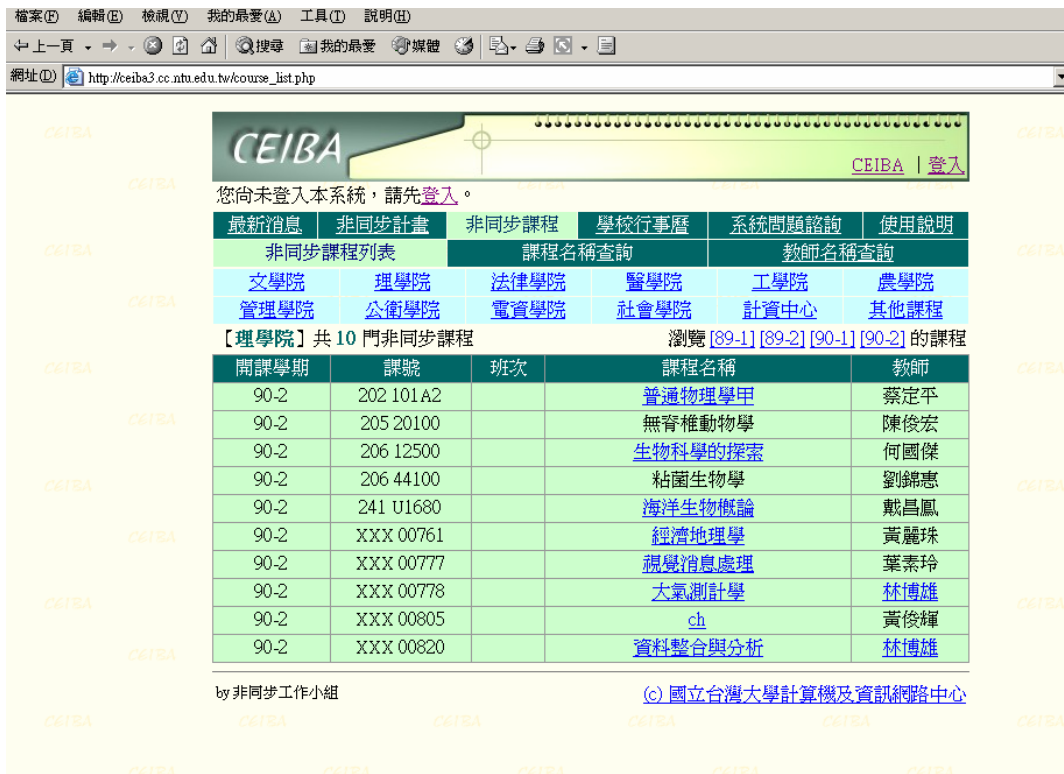 檔案(F) 編輯(E) 檢視(V) 我的最愛(A) 工具(T) 說明(H)
上一頁 搜尋 我的最愛 媒體
網址(D) http://ceiba3.cc.ntu.edu.tw/course_list.php
CEIBA
CEIBA | 登入
您尚未登入本系統，請先登入。
最新消息 非同步計畫 非同步課程 學校行事曆 系統問題諮詢 使用說明
非同步課程列表 課程名稱查詢 教師名稱查詢
文學院 理學院 法律學院 醫學院 工學院 農學院
管理學院 公衛學院 電資學院 社會學院 計資中心 其他課程
【理學院】共 10 門非同步課程 瀏覽 [89-1] [89-2] [90-1] [90-2] 的課程
開課學期 課號 班次 課程名稱 教師
90-2 202 101A2 普通物理學甲 蔡定平
90-2 205 20100 無脊椎動物學 陳俊宏
90-2 206 12500 生物科學的探索 何國傑
90-2 206 44100 粘菌生物學 劉錦惠
90-2 241 U1680 海洋生物概論 戴昌鳳
90-2 XXX 00761 經濟地理學 黃麗珠
90-2 XXX 00777 視覺消息處理 葉素玲
90-2 XXX 00778 大氣測計學 林博雄
90-2 XXX 00805 ch 黃俊輝
90-2 XXX 00820 資料整合與分析 林博雄
by 非同步工作小組 (c) 國立台灣大學計算機及資訊網路中心